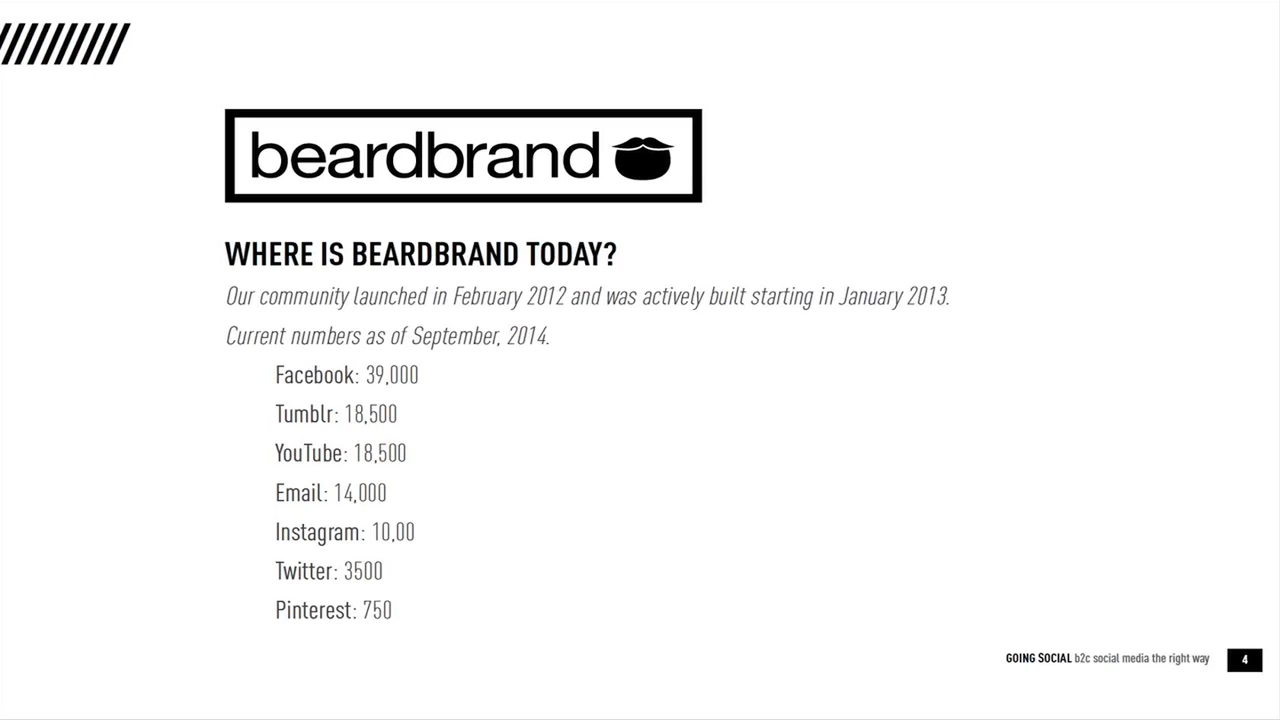 beardbrand
WHERE IS BEARDBRAND TODAY?
Our community launched in February 2012 and was actively built starting in January 2013.
Current numbers as of September, 2014.
Facebook: 39,000
Tumblr: 18,500
YouTube: 18,500
Email: 14,000
Instagram: 10,00
Twitter: 3500
Pinterest: 750
GOING SOCIAL b2c social media the right way 4